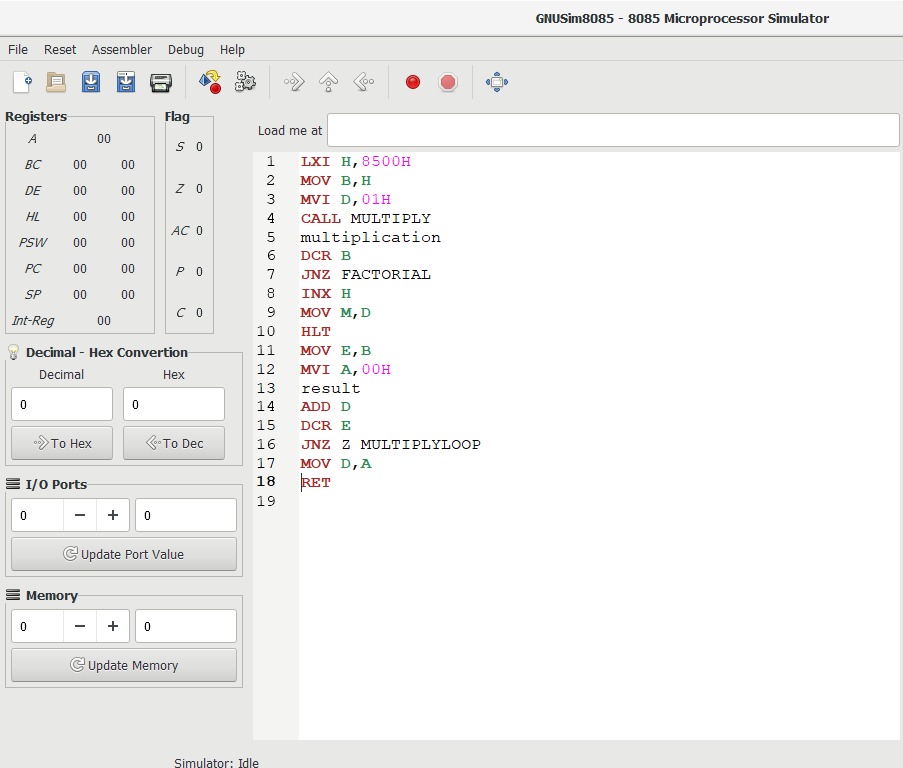 GNUSim8085 - 8085 Microprocessor Simulator
File Reset Assembler Debug Help
Registers
A 00
BC 00 00
DE 00 00
HL 00 00
PSW 00 00
PC 00 00
SP 00 00
Int-Reg 00
Flag
S 0
Z 0
AC 0
P 0
C 0
Decimal - Hex Convertion
Decimal Hex
0 0
To Hex To Dec
I/O Ports
0 − + 0
Update Port Value
Memory
0 − + 0
Update Memory
Load me at
1 LXI H,8500H
2 MOV B,H
3 MVI D,01H
4 CALL MULTIPLY
5 multiplication
6 DCR B
7 JNZ FACTORIAL
8 INX H
9 MOV M,D
10 HLT
11 MOV E,B
12 MVI A,00H
13 result
14 ADD D
15 DCR E
16 JNZ Z MULTIPLYLOOP
17 MOV D,A
18 RET
19
Simulator: Idle